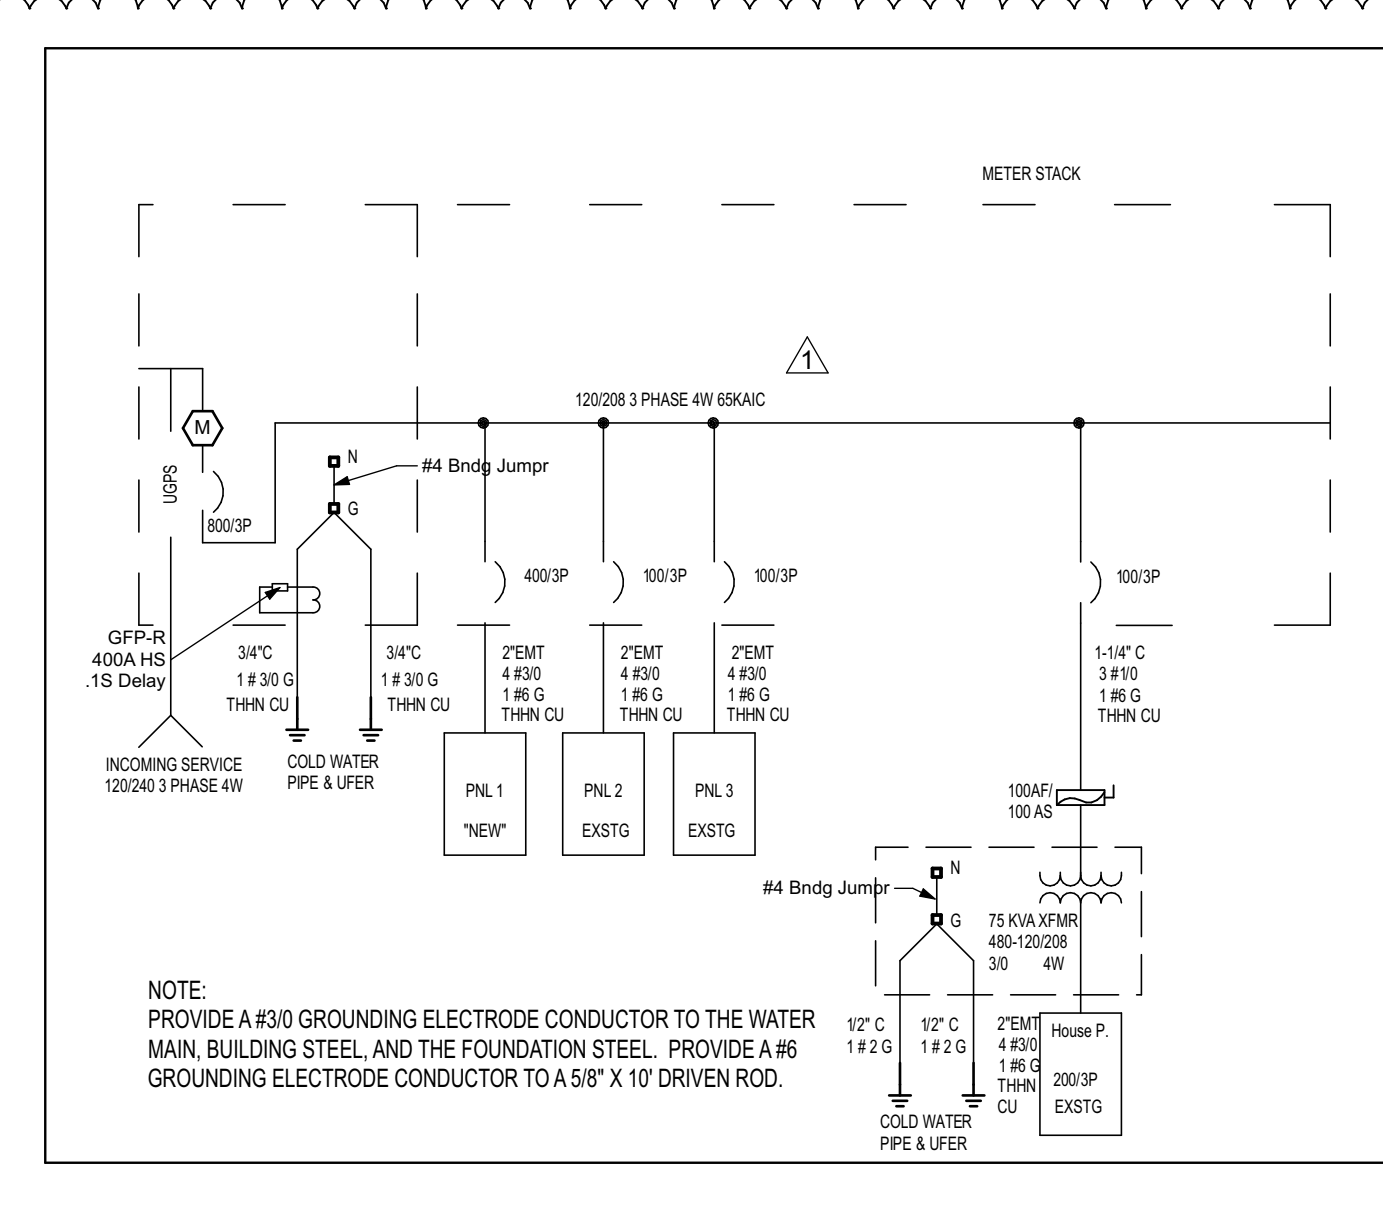 METER STACK
1
120/208 3 PHASE 4W 65KAIC
M
UGPS
800/3P
N
#4 Bndg Jumpr
G
400/3P
100/3P
100/3P
100/3P
GFP-R
400A HS
.1S Delay
3/4"C
1 # 3/0 G
THHN CU
3/4"C
1 # 3/0 G
THHN CU
2"EMT
4 #3/0
1 #6 G
THHN CU
2"EMT
4 #3/0
1 #6 G
THHN CU
2"EMT
4 #3/0
1 #6 G
THHN CU
1-1/4" C
3 #1/0
1 #6 G
THHN CU
INCOMING SERVICE
120/240 3 PHASE 4W
COLD WATER
PIPE & UFER
PNL 1
"NEW"
PNL 2
EXSTG
PNL 3
EXSTG
100AF/
100 AS
N
#4 Bndg Jumpr
G
75 KVA XFMR
480-120/208
3/0 4W
NOTE:
PROVIDE A #3/0 GROUNDING ELECTRODE CONDUCTOR TO THE WATER
MAIN, BUILDING STEEL, AND THE FOUNDATION STEEL. PROVIDE A #6
GROUNDING ELECTRODE CONDUCTOR TO A 5/8" X 10' DRIVEN ROD.
1/2" C
1 # 2 G
1/2" C
1 # 2 G
2"EMT
4 #3/0
1 #6 G
THHN
CU
House P.
200/3P
EXSTG
COLD WATER
PIPE & UFER